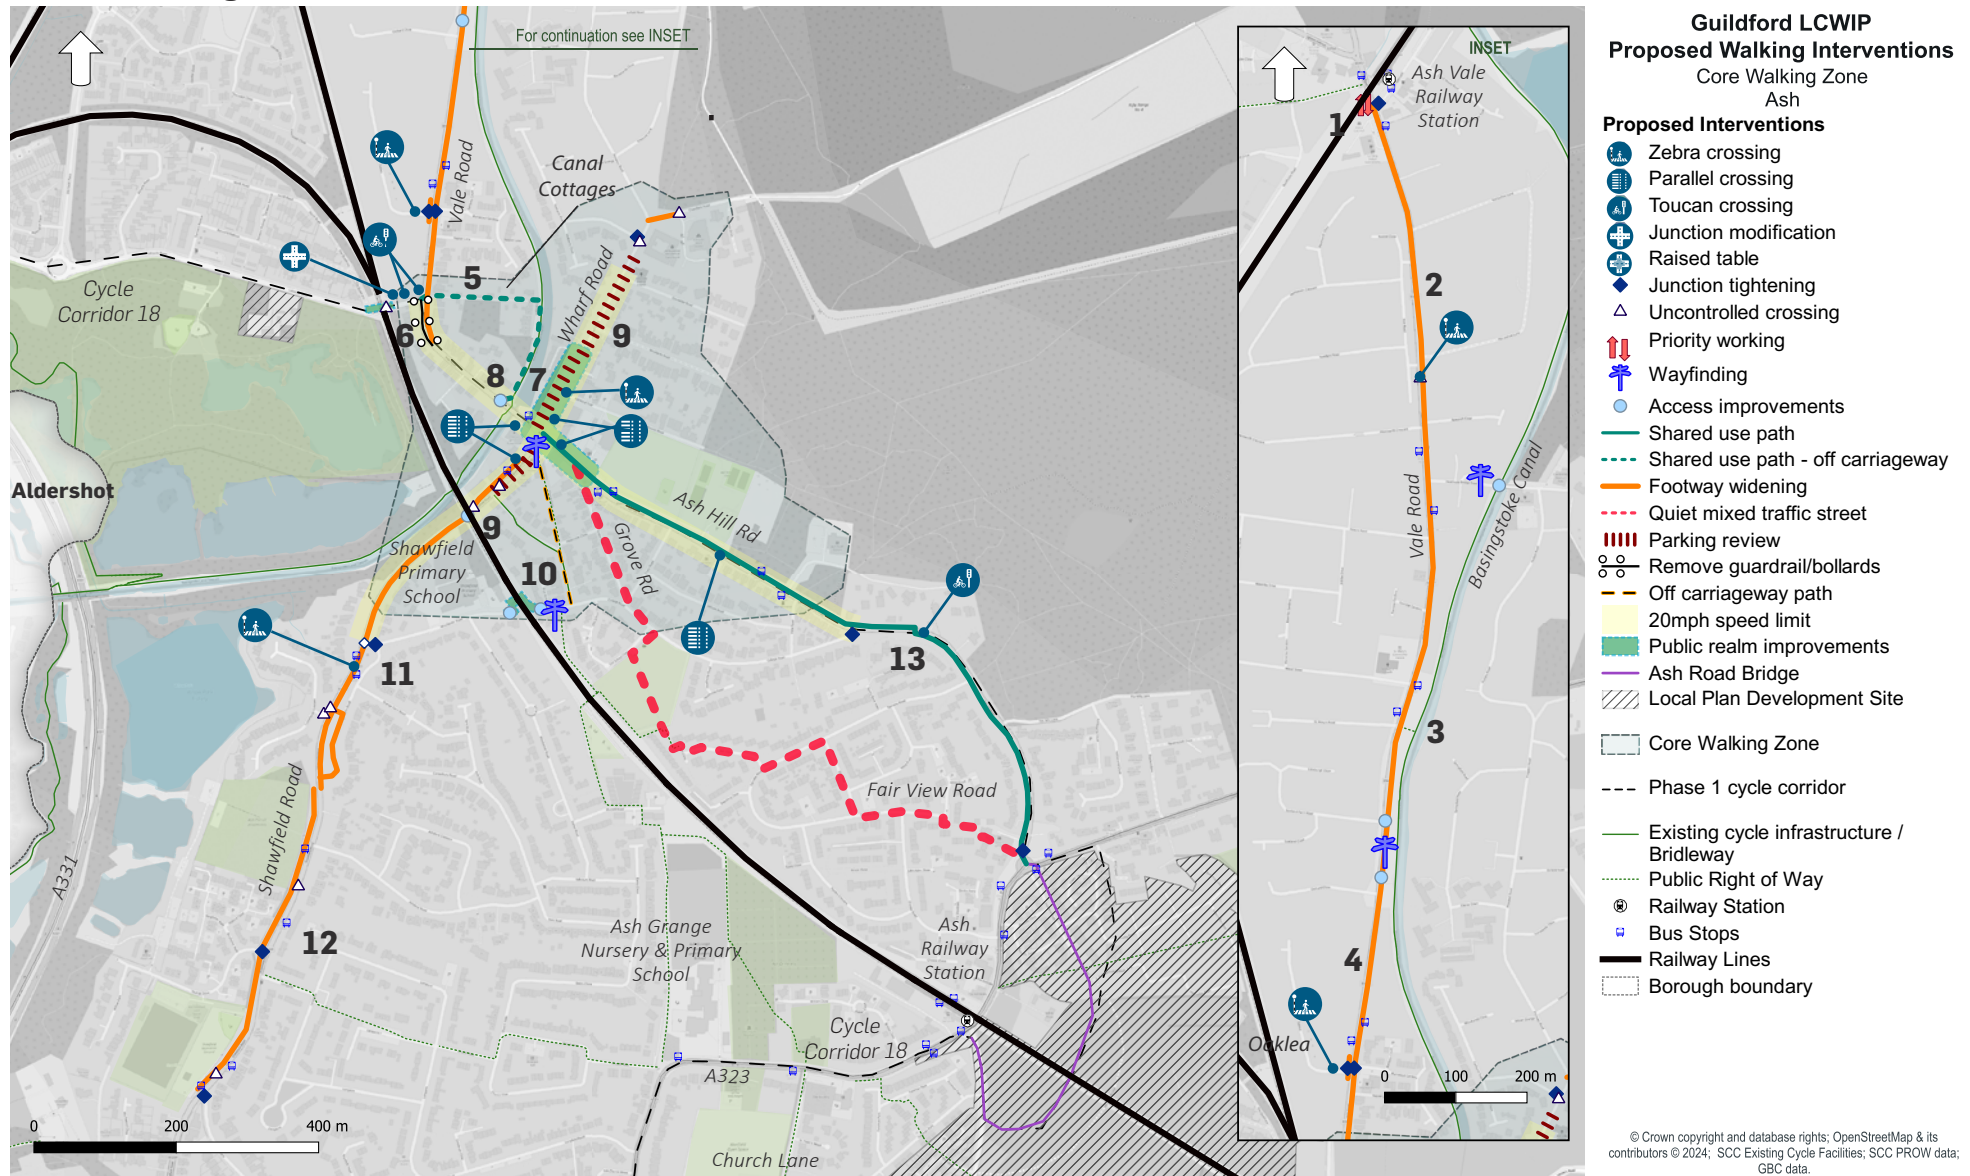 For continuation see INSET
Canal
Cottages
Vale Road
5
Cycle
Corridor 18
6
Wharf Road
9
8
7
Aldershot
9
Ash Hill Rd
Shawfield
Primary
School
10
Grove Rd
11
13
Fair View Road
Shawfield Road
A331
12
Ash Grange
Nursery & Primary
School
Ash
Railway
Station
Cycle
Corridor 18
A323
Church Lane
0 200 400 m
INSET
Ash Vale
Railway
Station
1
2
Vale Road
Basingstoke Canal
3
4
Oaklea
0 100 200 m
Guildford LCWIP
Proposed Walking Interventions
Core Walking Zone
Ash
Proposed Interventions
Zebra crossing
Parallel crossing
Toucan crossing
Junction modification
Raised table
Junction tightening
Uncontrolled crossing
Priority working
Wayfinding
Access improvements
Shared use path
Shared use path - off carriageway
Footway widening
Quiet mixed traffic street
Parking review
Remove guardrail/bollards
Off carriageway path
20mph speed limit
Public realm improvements
Ash Road Bridge
Local Plan Development Site
Core Walking Zone
Phase 1 cycle corridor
Existing cycle infrastructure /
Bridleway
Public Right of Way
Railway Station
Bus Stops
Railway Lines
Borough boundary
© Crown copyright and database rights; OpenStreetMap & its
contributors © 2024; SCC Existing Cycle Facilities; SCC PROW data;
GBC data.